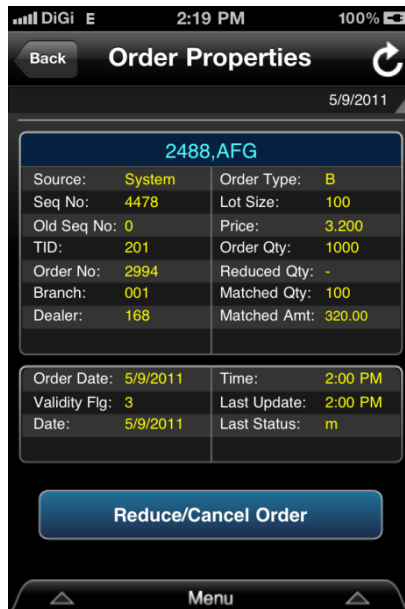 DiGi E 2:19 PM 100%
Back Order Properties
5/9/2011
2488,AFG
Source: System Order Type: B
Seq No: 4478 Lot Size: 100
Old Seq No: 0 Price: 3.200
TID: 201 Order Qty: 1000
Order No: 2994 Reduced Qty: -
Branch: 001 Matched Qty: 100
Dealer: 168 Matched Amt: 320.00
Order Date: 5/9/2011 Time: 2:00 PM
Validity Flg: 3 Last Update: 2:00 PM
Date: 5/9/2011 Last Status: m
Reduce/Cancel Order
Menu